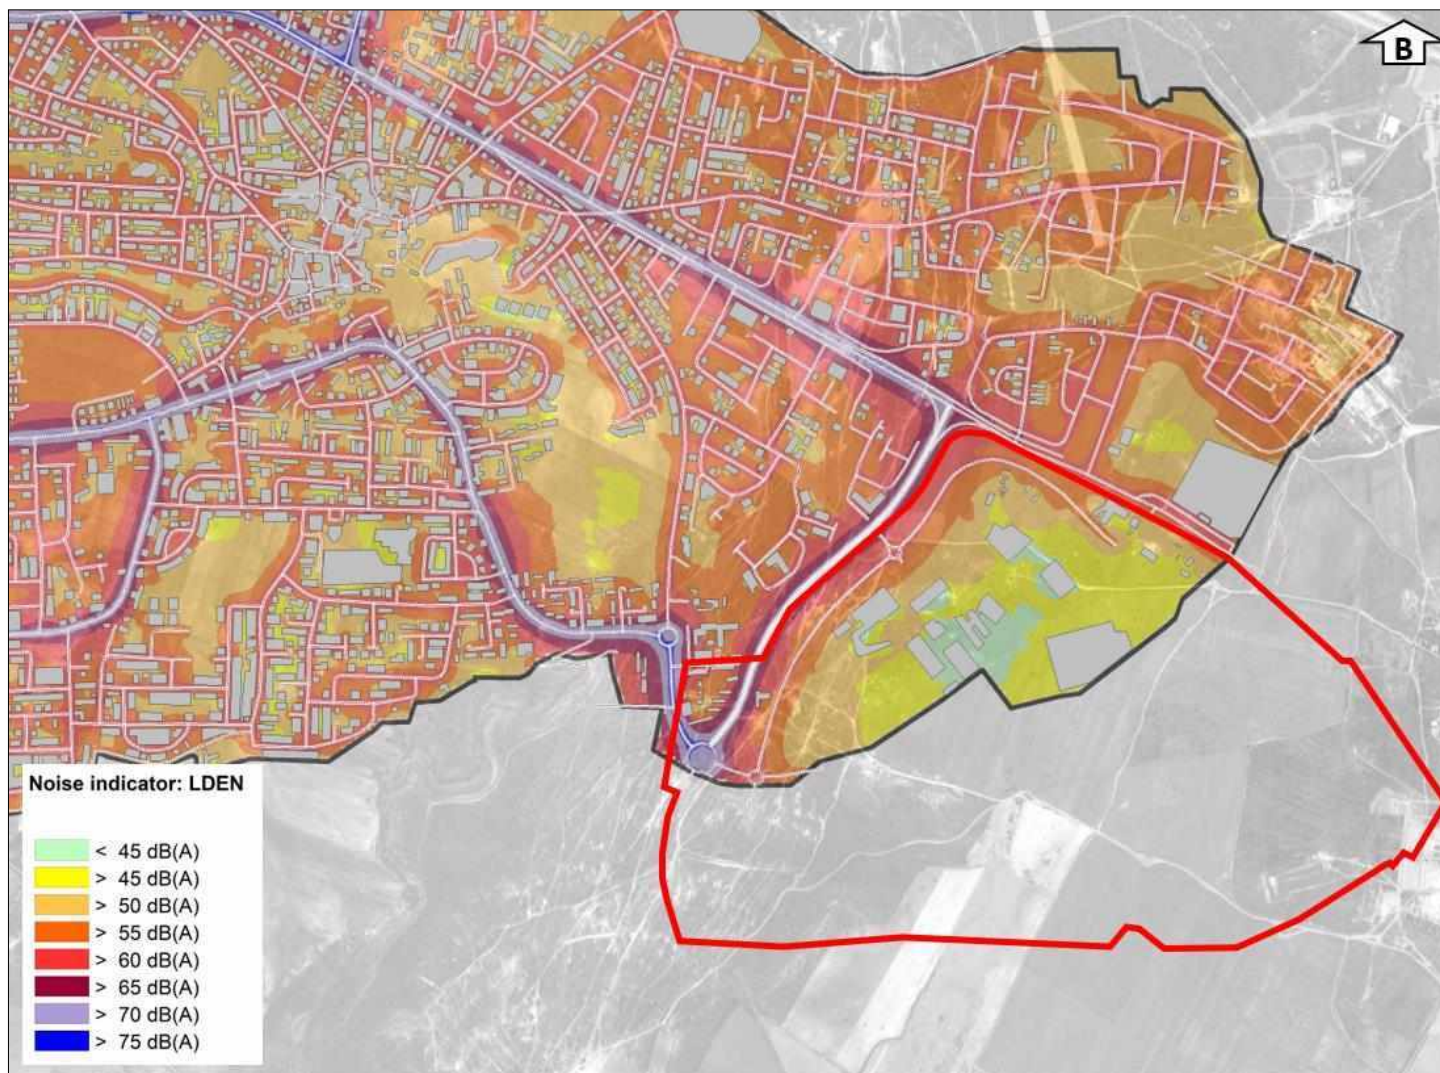 B
Noise indicator: LDEN
< 45 dB(A)
> 45 dB(A)
> 50 dB(A)
> 55 dB(A)
> 60 dB(A)
> 65 dB(A)
> 70 dB(A)
> 75 dB(A)